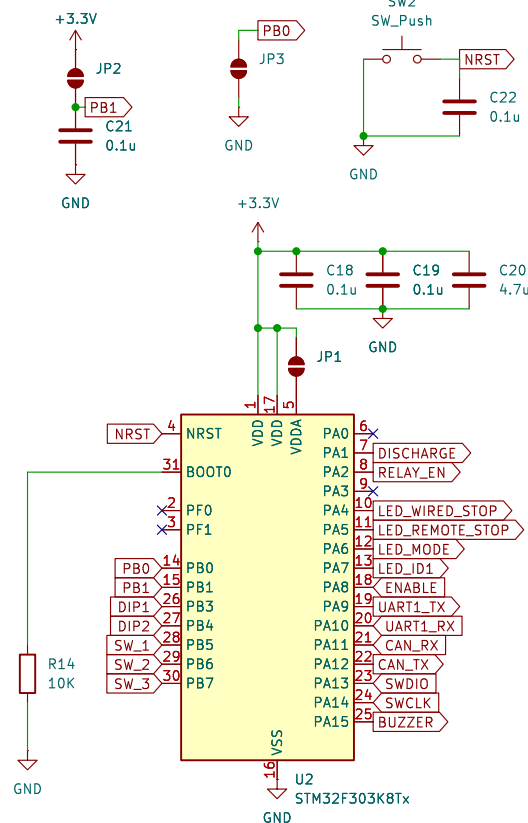 SW2
SW_Push
+3.3V
PB0
JP2
JP3
NRST
PB1
C22
0.1u
C21
0.1u
GND
GND
GND
+3.3V
C18
0.1u
C19
0.1u
C20
4.7u
GND
JP1
1
17
5
VDD
VDD
VDDA
NRST 4 NRST
PA0 6
31 BOOT0
PA1 7 DISCHARGE
PA2 8 RELAY_EN
PA3 9
2 PF0
PA4 10 LED_WIRED_STOP
3 PF1
PA5 11 LED_REMOTE_STOP
PA6 12 LED_MODE
PB0 14 PB0
PA7 13 LED_ID1
PB1 15 PB1
PA8 18 ENABLE
DIP1 26 PB3
PA9 19 UART1_TX
DIP2 27 PB4
PA10 20 UART1_RX
SW_1 28 PB5
PA11 21 CAN_RX
SW_2 29 PB6
PA12 22 CAN_TX
SW_3 30 PB7
PA13 23 SWDIO
PA14 24 SWCLK
PA15 25 BUZZER
R14
10K
GND
VSS
16
U2
STM32F303K8Tx
GND